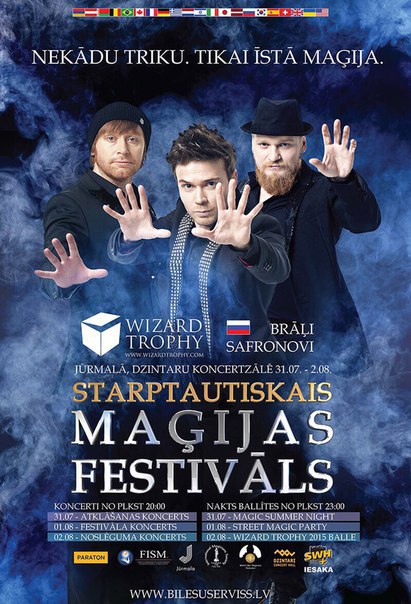 NEKĀDU TRIKU. TIKAI ĪSTĀ MAĢIJA.
WIZARD
TROPHY
WWW.WIZARDTROPHY.COM
BRĀĻI
SAFRONOVI
JŪRMALĀ, DZINTARU KONCERTZĀLĒ 31.07. - 2.08.
STARPTAUTISKAIS
MAĢIJAS
FESTIVĀLS
KONCERTI NO PLKST 20:00
31.07 - ATKLĀŠANAS KONCERTS
01.08 - FESTIVĀLA KONCERTS
02.08 - NOSLĒGUMA KONCERTS
NAKTS BALLĪTES NO PLKST 23:00
31.07 - MAGIC SUMMER NIGHT
01.08 - STREET MAGIC PARTY
02.08 - WIZARD TROPHY 2015 BALLE
PARATON
FISM
Jūrmala
DZINTARI
CONCERT HALL
SWH+
IESAKA
WWW.BILESUSERVISS.LV